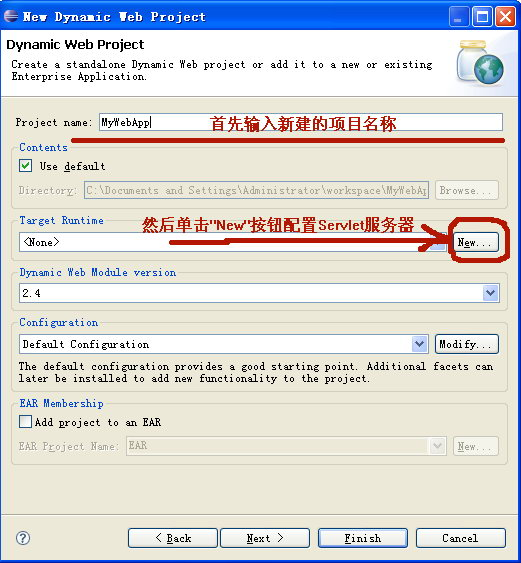 New Dynamic Web Project
Dynamic Web Project
Create a standalone Dynamic Web project or add it to a new or existing
Enterprise Application.
Project name: MyWebApp
首先输入新建的项目名称
Contents
Use default
Directory: C:\Documents and Settings\Administrator\workspace\MyWebAp Browse...
Target Runtime
然后单击"New"按钮配置Servlet服务器
<None> New...
Dynamic Web Module version
2.4
Configuration
Default Configuration Modify...
The default configuration provides a good starting point. Additional facets can
later be installed to add new functionality to the project.
EAR Membership
Add project to an EAR
EAR Project Name: EAR New...
? < Back Next > Finish Cancel